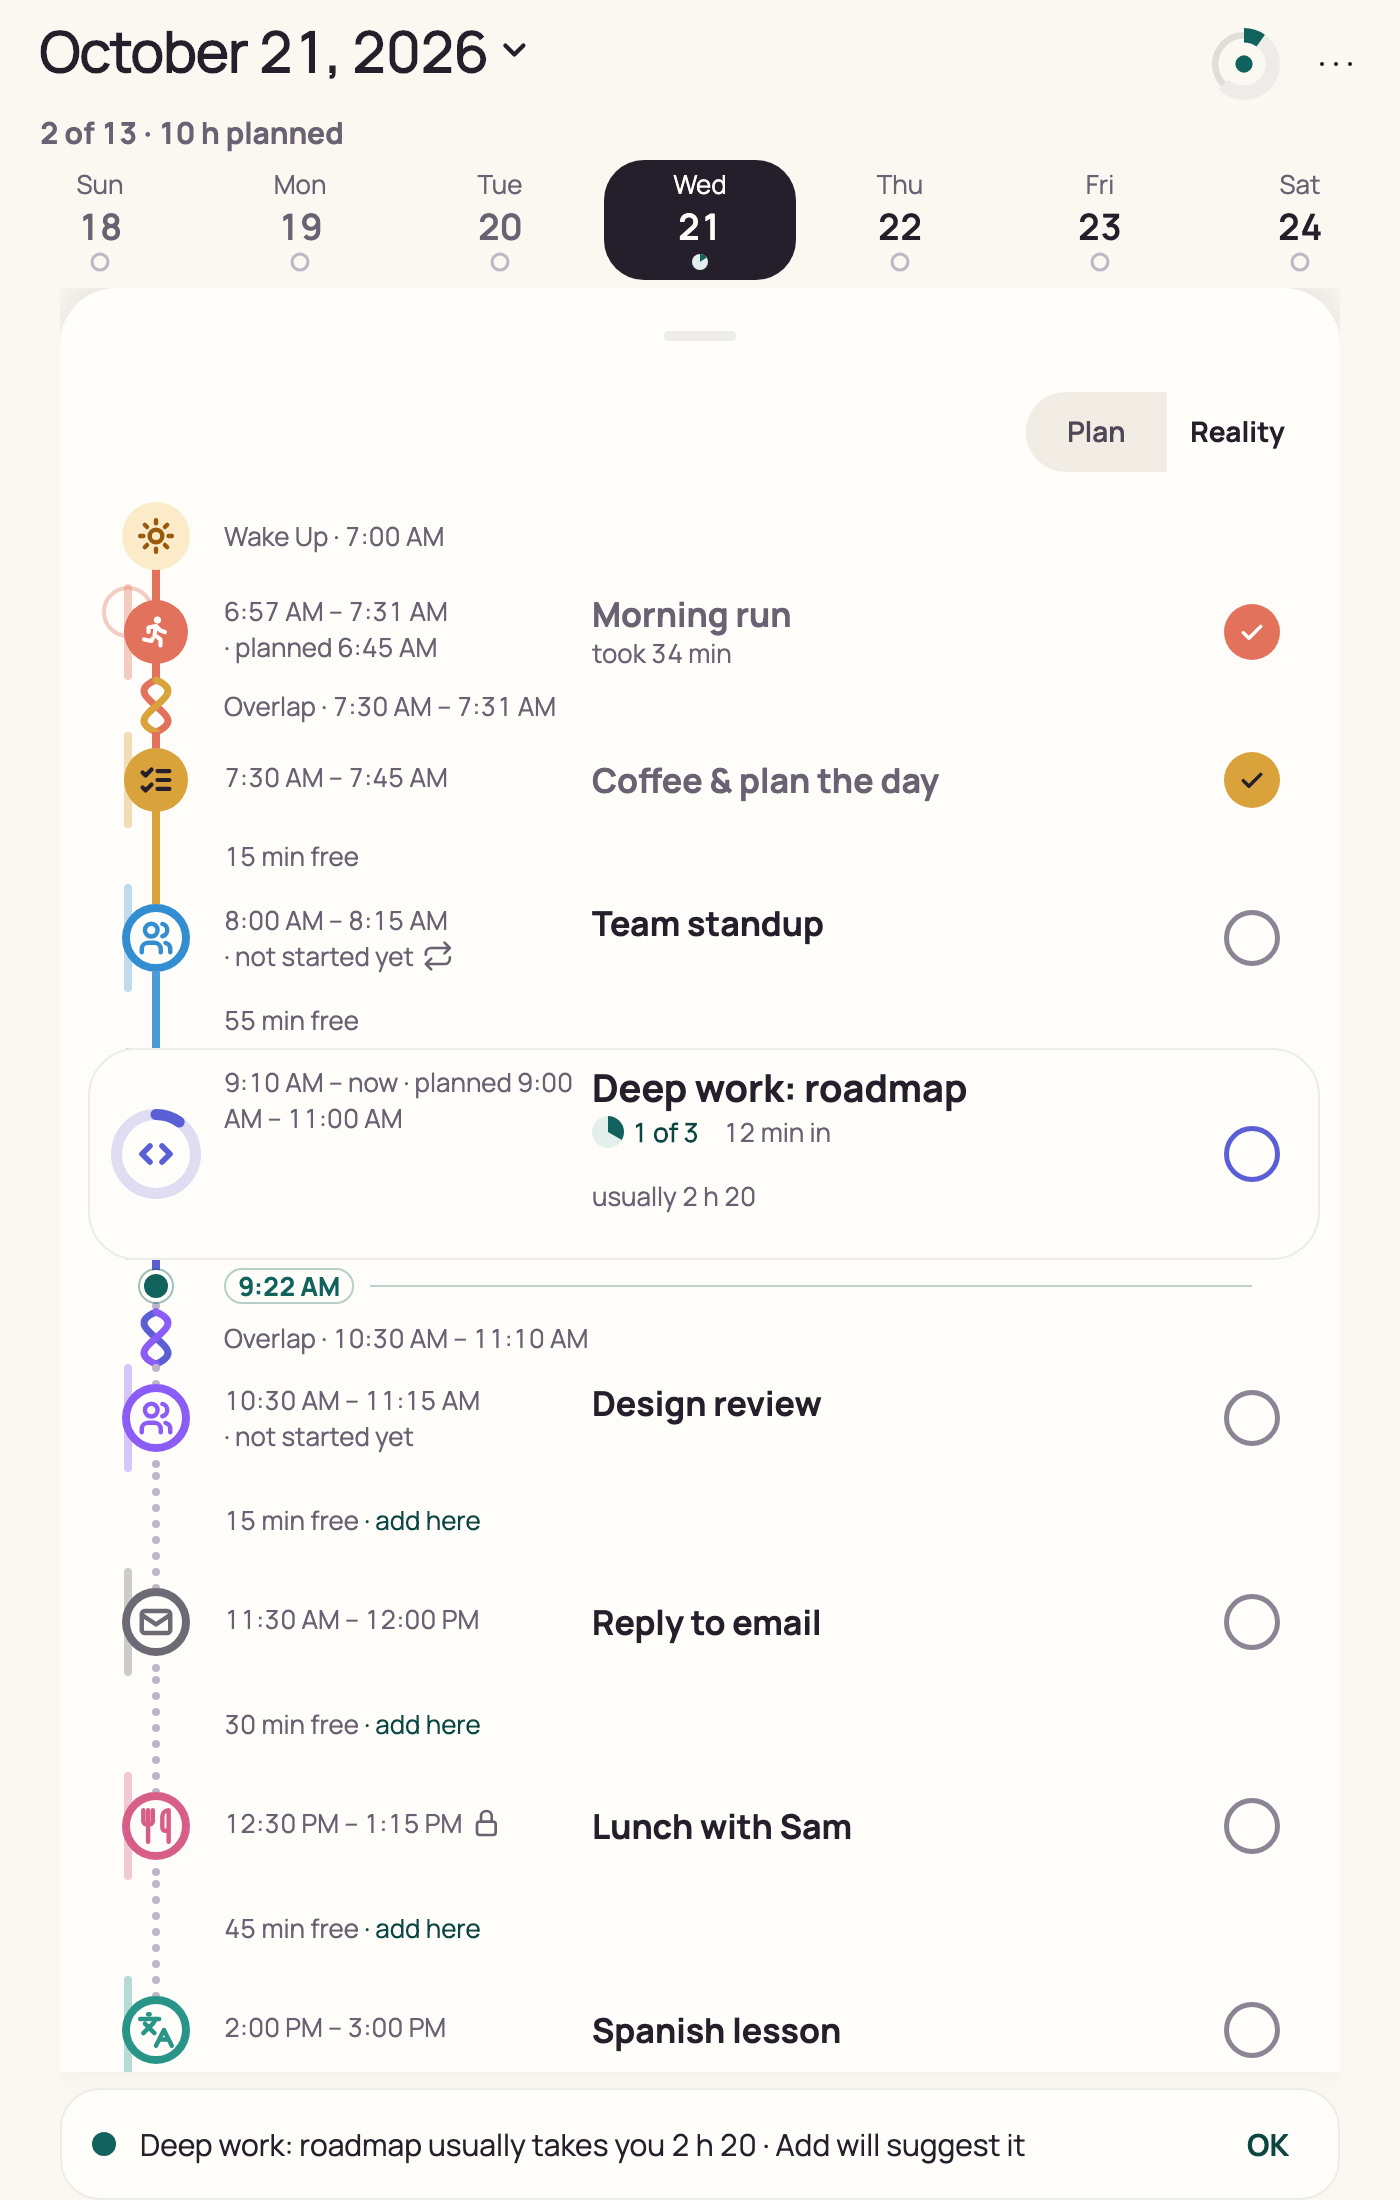 October 21, 2026
...
2 of 13 · 10 h planned
Sun Mon Tue Wed Thu Fri Sat
18 19 20 21 22 23 24
Plan Reality
Wake Up · 7:00 AM
6:57 AM – 7:31 AM Morning run
· planned 6:45 AM took 34 min
Overlap · 7:30 AM – 7:31 AM
7:30 AM – 7:45 AM Coffee & plan the day
15 min free
8:00 AM – 8:15 AM Team standup
· not started yet
55 min free
9:10 AM – now · planned 9:00 Deep work: roadmap
AM – 11:00 AM 1 of 3 12 min in
usually 2 h 20
9:22 AM
Overlap · 10:30 AM – 11:10 AM
10:30 AM – 11:15 AM Design review
· not started yet
15 min free · add here
11:30 AM – 12:00 PM Reply to email
30 min free · add here
12:30 PM – 1:15 PM Lunch with Sam
45 min free · add here
2:00 PM – 3:00 PM Spanish lesson
Deep work: roadmap usually takes you 2 h 20 · Add will suggest it OK